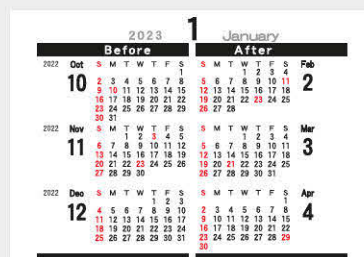 2023 1 January
Before
2022 Oct
10
S M T W T F S
1
2 3 4 5 6 7 8
9 10 11 12 13 14 15
16 17 18 19 20 21 22
23 24 25 26 27 28 29
30 31
2022 Nov
11
S M T W T F S
1 2 3 4 5
6 7 8 9 10 11 12
13 14 15 16 17 18 19
20 21 22 23 24 25 26
27 28 29 30
2022 Dec
12
S M T W T F S
1 2 3
4 5 6 7 8 9 10
11 12 13 14 15 16 17
18 19 20 21 22 23 24
25 26 27 28 29 30 31
After
S M T W T F S
1 2 3 4
5 6 7 8 9 10 11
12 13 14 15 16 17 18
19 20 21 22 23 24 25
26 27 28
Feb
2
S M T W T F S
1 2 3 4
5 6 7 8 9 10 11
12 13 14 15 16 17 18
19 20 21 22 23 24 25
26 27 28 29 30 31
Mar
3
S M T W T F S
1
2 3 4 5 6 7 8
9 10 11 12 13 14 15
16 17 18 19 20 21 22
23 24 25 26 27 28 29
30
Apr
4